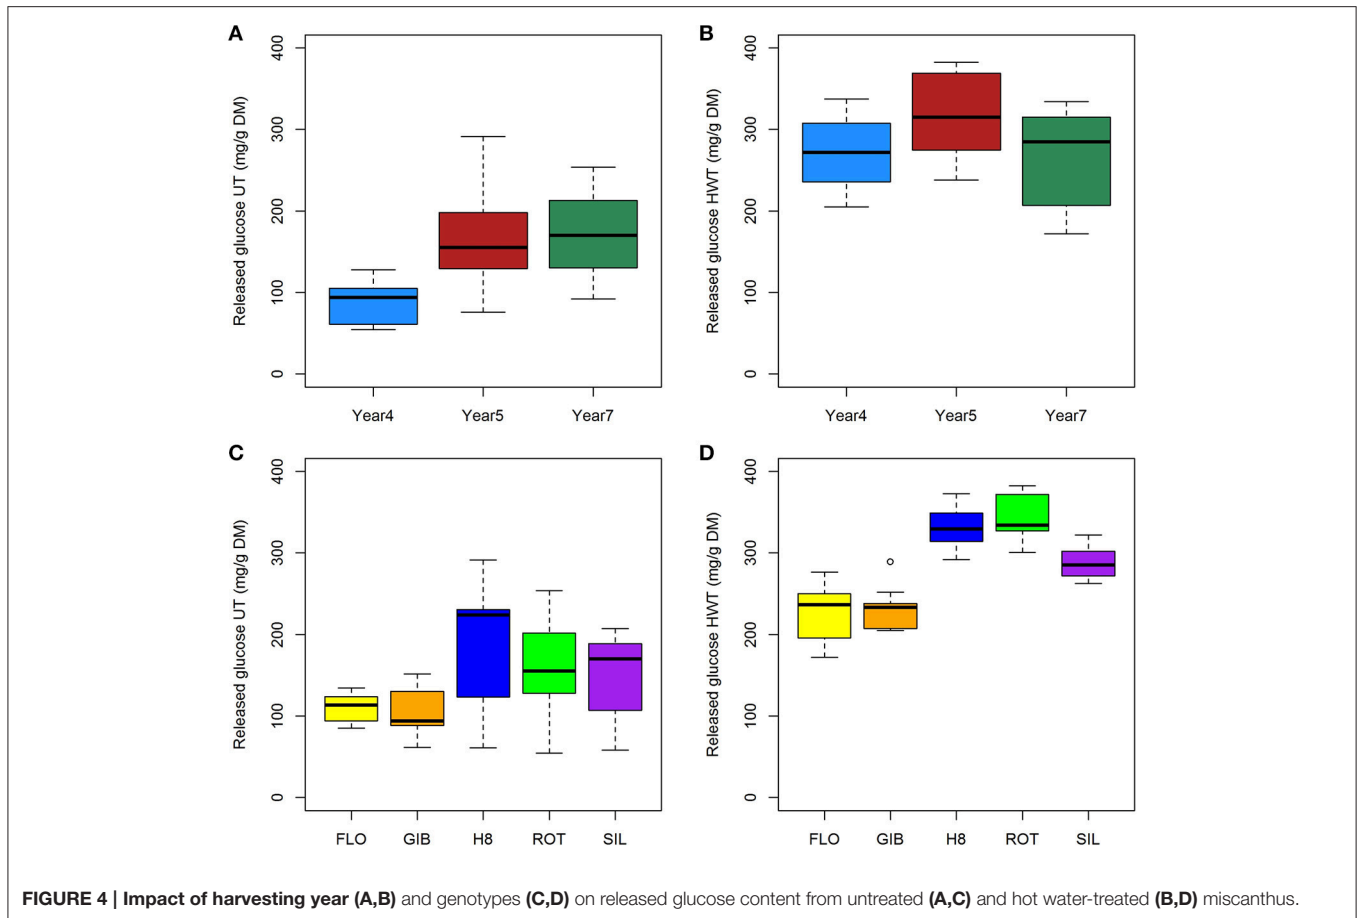 A
Released glucose UT (mg/g DM)
400
300
200
100
0
Year4 Year5 Year7
B
Released glucose HWT (mg/g DM)
400
300
200
100
0
Year4 Year5 Year7
C
Released glucose UT (mg/g DM)
400
300
200
100
0
FLO GIB H8 ROT SIL
D
Released glucose HWT (mg/g DM)
400
300
200
100
0
FLO GIB H8 ROT SIL
FIGURE 4 | Impact of harvesting year (A,B) and genotypes (C,D) on released glucose content from untreated (A,C) and hot water-treated (B,D) miscanthus.